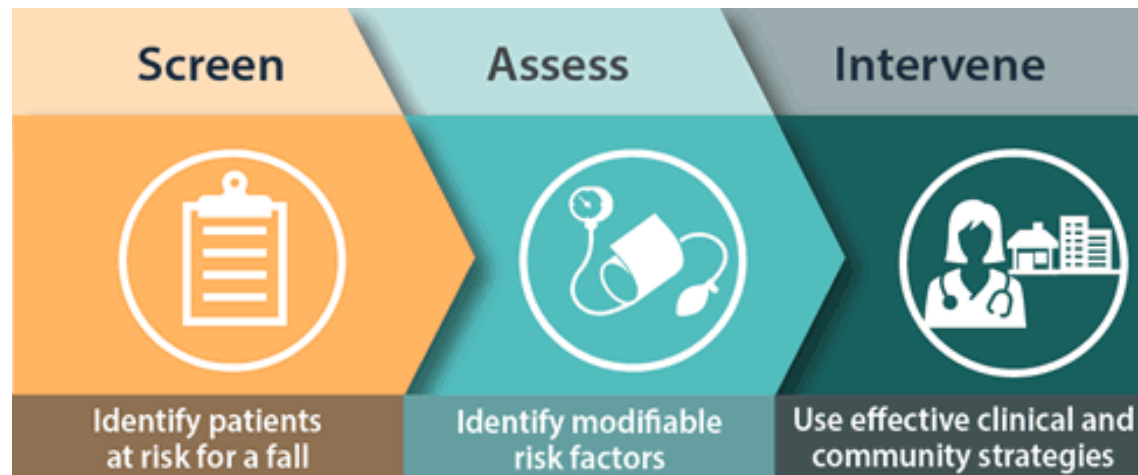 Screen
Assess
Intervene
Identify patients
at risk for a fall
Identify modifiable
risk factors
Use effective clinical and
community strategies